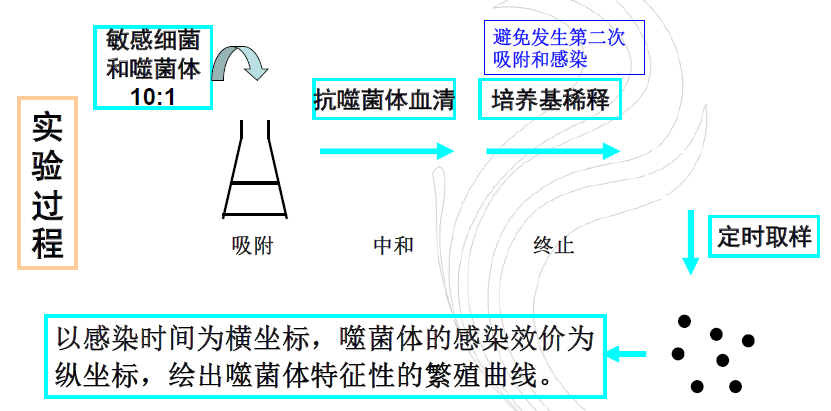 实验过程
敏感细菌
和噬菌体
10:1
避免发生第二次
吸附和感染
抗噬菌体血清
培养基稀释
吸附
中和
终止
定时取样
以感染时间为横坐标，噬菌体的感染效价为
纵坐标，绘出噬菌体特征性的繁殖曲线。